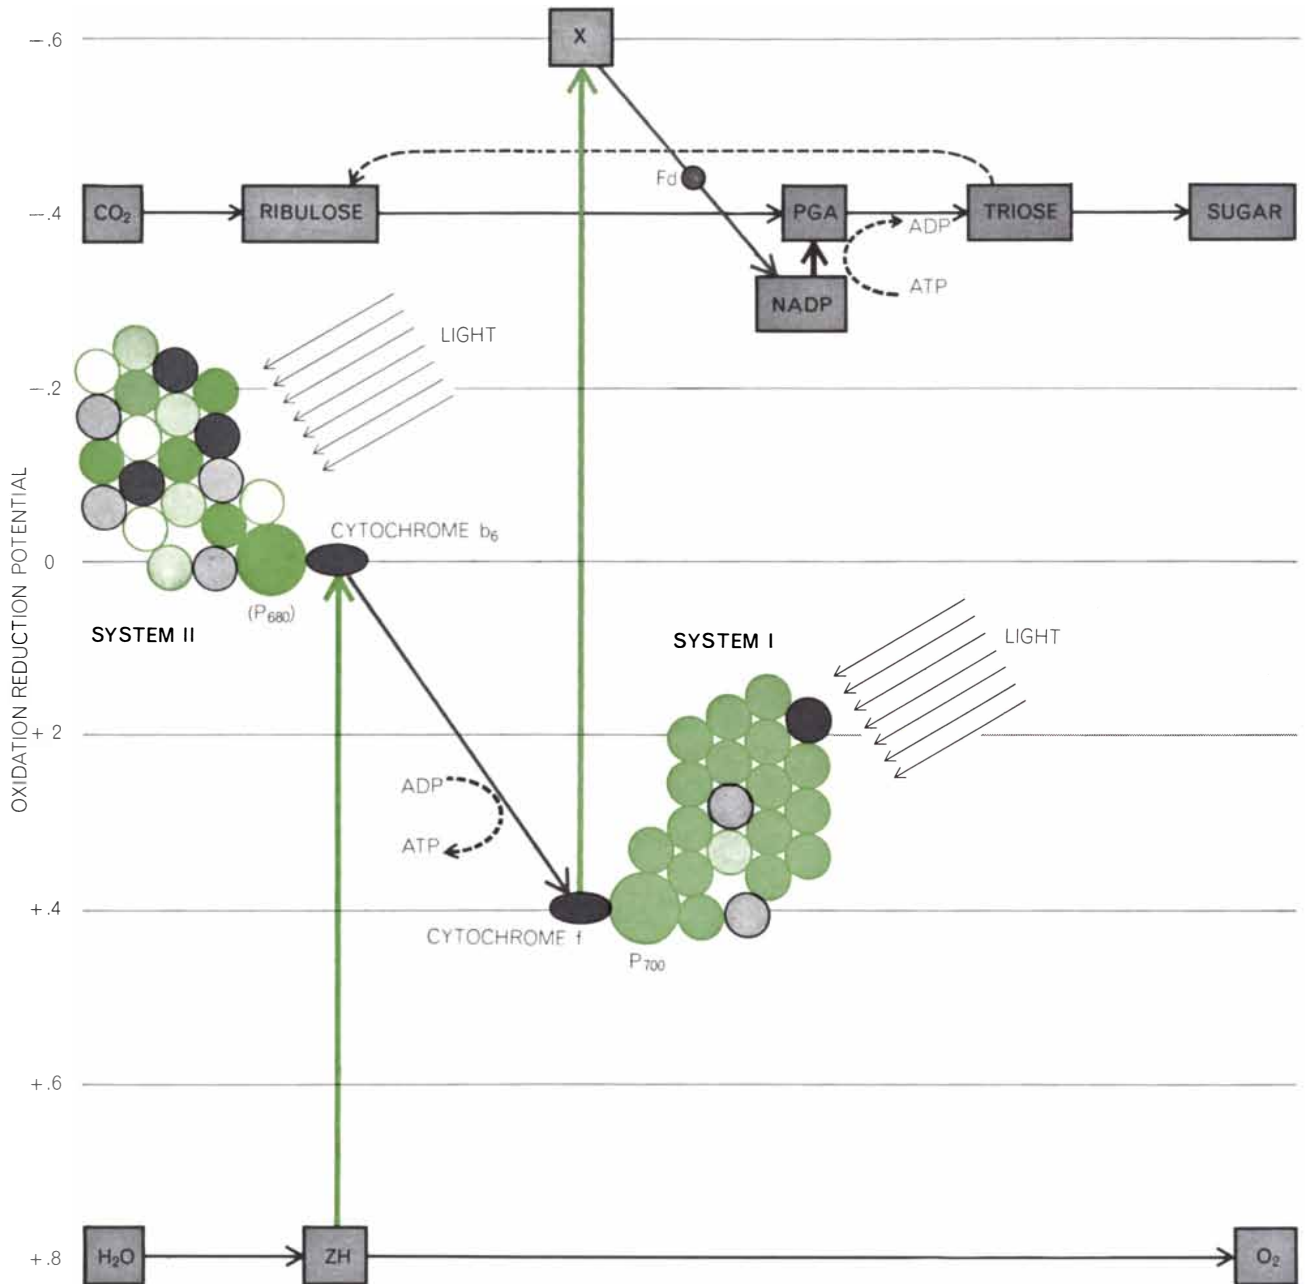 −.6
X
Fd
CO₂
RIBULOSE
PGA
TRIOSE
SUGAR
−.4
ADP
ATP
NADP
LIGHT
−.2
OXIDATION REDUCTION POTENTIAL
CYTOCHROME b₆
0
(P₆₈₀)
SYSTEM II
SYSTEM I
LIGHT
+ 2
ADP
ATP
+.4
CYTOCHROME f
P₇₀₀
+.6
+.8
H₂O
ZH
O₂